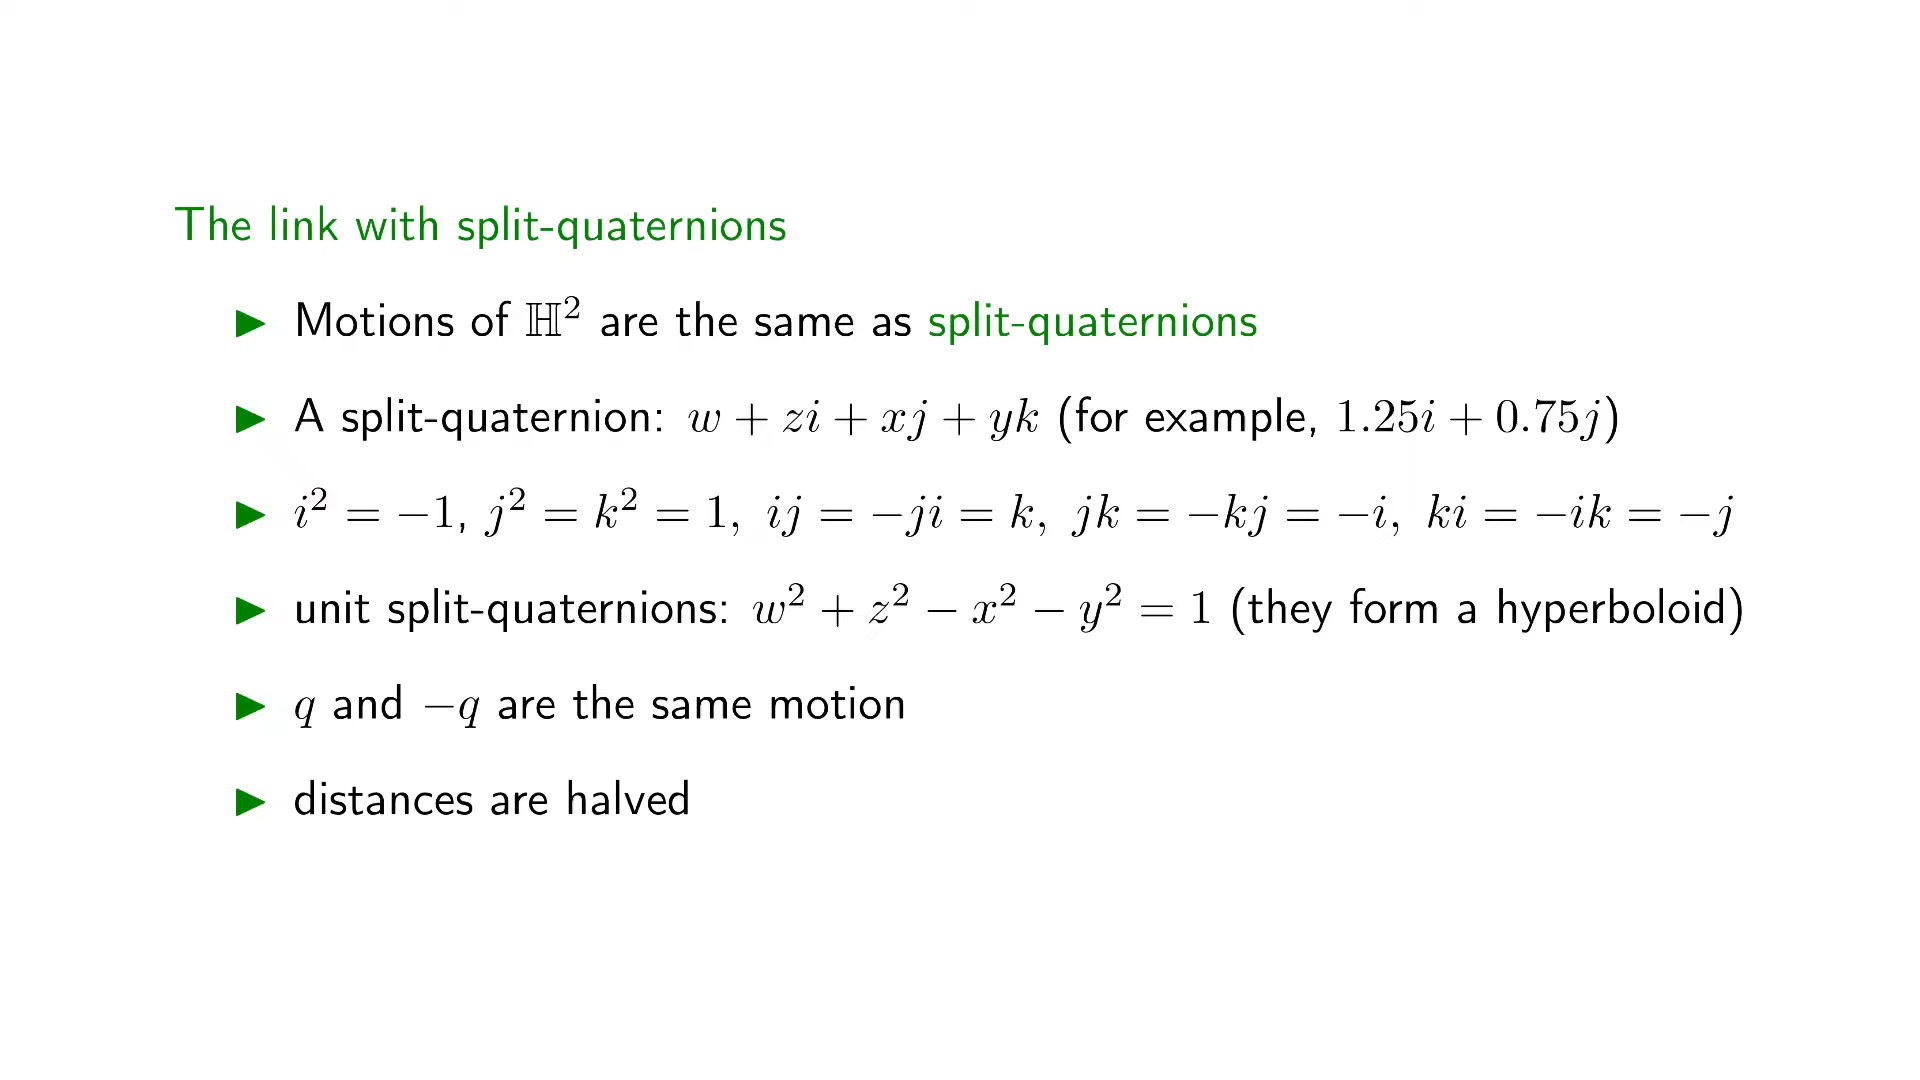 The link with split-quaternions
▶ Motions of ℍ² are the same as split-quaternions
▶ A split-quaternion: w + zi + xj + yk (for example, 1.25i + 0.75j)
▶ i² = −1, j² = k² = 1, ij = −ji = k, jk = −kj = −i, ki = −ik = −j
▶ unit split-quaternions: w² + z² − x² − y² = 1 (they form a hyperboloid)
▶ q and −q are the same motion
▶ distances are halved